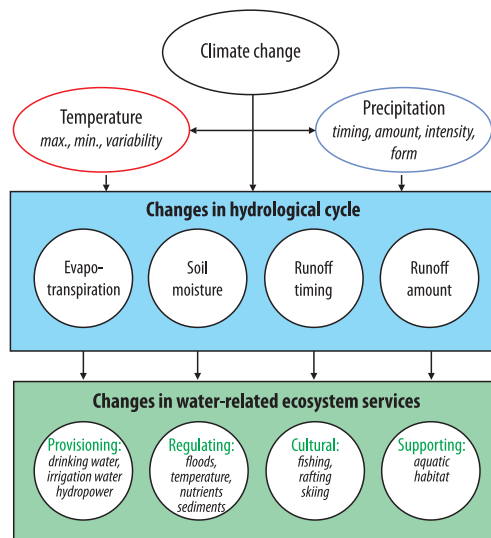 Climate change
Temperature
max., min., variability
Precipitation
timing, amount, intensity,
form
Changes in hydrological cycle
Evapo-
transpiration
Soil
moisture
Runoff
timing
Runoff
amount
Changes in water-related ecosystem services
Provisioning:
drinking water,
irrigation water
hydropower
Regulating:
floods,
temperature,
nutrients
sediments
Cultural:
fishing,
rafting
skiing
Supporting:
aquatic
habitat